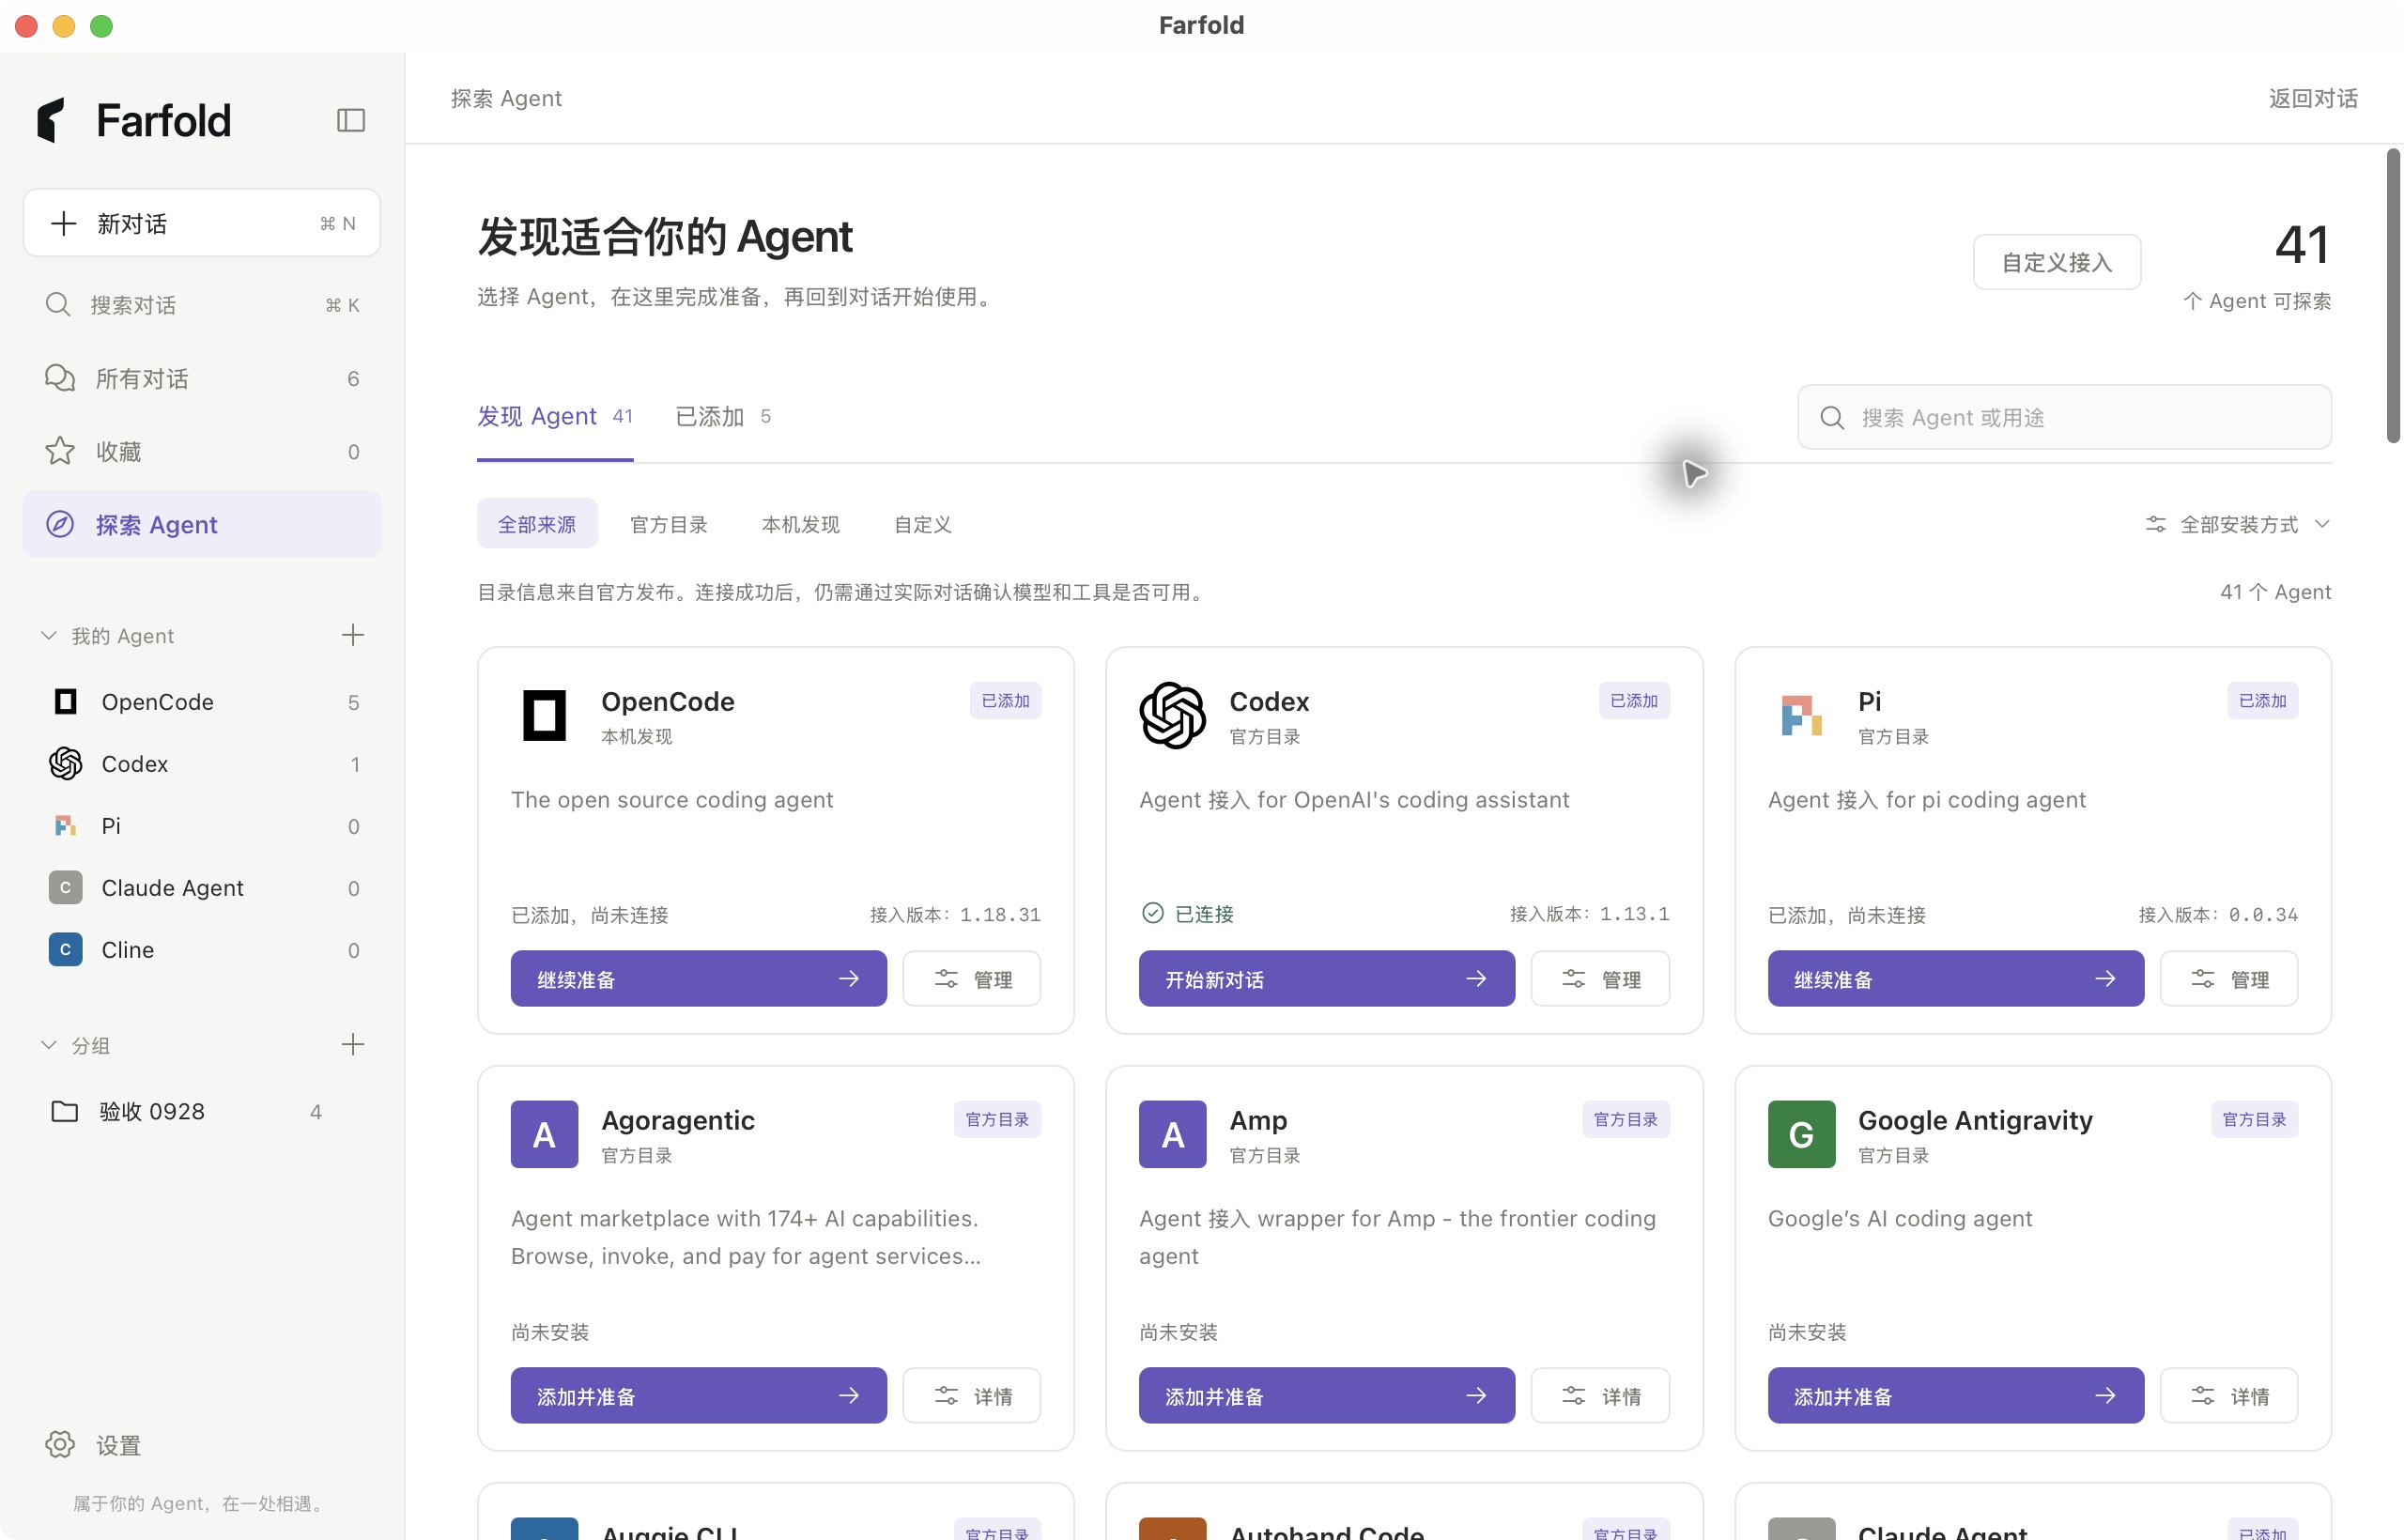 Farfold
Farfold
新对话 ⌘ N
搜索对话 ⌘ K
所有对话 6
收藏 0
探索 Agent
我的 Agent
OpenCode 5
Codex 1
Pi 0
C Claude Agent 0
C Cline 0
分组
验收 0928 4
设置
属于你的 Agent，在一处相遇。
探索 Agent 返回对话
发现适合你的 Agent
选择 Agent，在这里完成准备，再回到对话开始使用。
自定义接入
41
个 Agent 可探索
发现 Agent 41 已添加 5
搜索 Agent 或用途
全部来源 官方目录 本机发现 自定义 全部安装方式
目录信息来自官方发布。连接成功后，仍需通过实际对话确认模型和工具是否可用。 41 个 Agent
OpenCode 已添加
本机发现
The open source coding agent
已添加，尚未连接 接入版本：1.18.31
继续准备 管理
Codex 已添加
官方目录
Agent 接入 for OpenAI's coding assistant
已连接 接入版本：1.13.1
开始新对话 管理
Pi 已添加
官方目录
Agent 接入 for pi coding agent
已添加，尚未连接 接入版本：0.0.34
继续准备 管理
A Agoragentic 官方目录
官方目录
Agent marketplace with 174+ AI capabilities.
Browse, invoke, and pay for agent services...
尚未安装
添加并准备 详情
A Amp 官方目录
官方目录
Agent 接入 wrapper for Amp - the frontier coding
agent
尚未安装
添加并准备 详情
G Google Antigravity 官方目录
官方目录
Google’s AI coding agent
尚未安装
添加并准备 详情
Auggie CLI 官方目录
Autohand Code 官方目录
Claude Agent 已添加